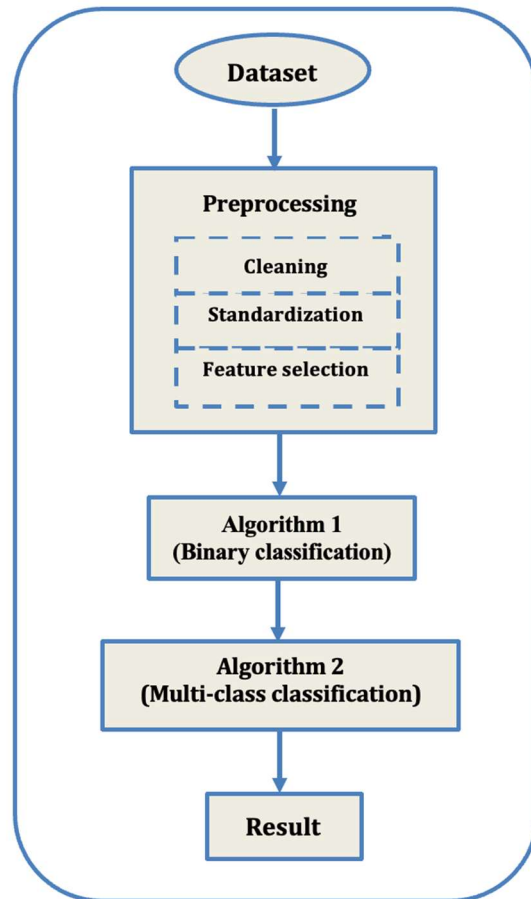 Dataset
Preprocessing
Cleaning
Standardization
Feature selection
Algorithm 1
(Binary classification)
Algorithm 2
(Multi-class classification)
Result